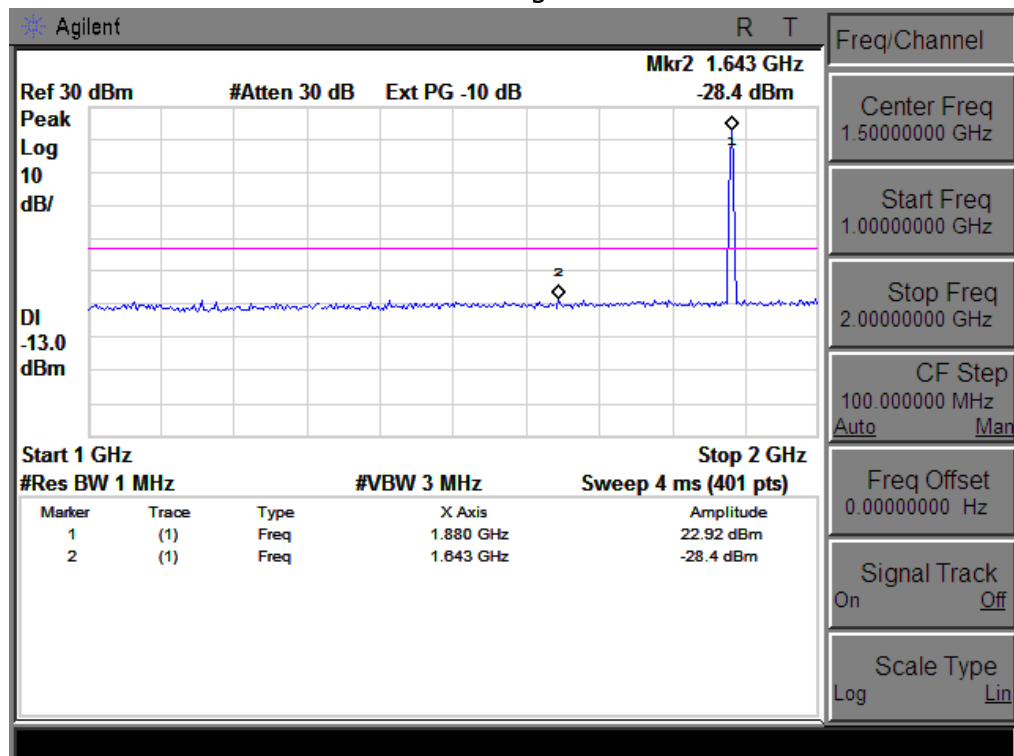 Agilent R T
Mkr2 1.643 GHz
Ref 30 dBm #Atten 30 dB Ext PG -10 dB -28.4 dBm
Peak
Log
10
dB/
1
2
DI
-13.0
dBm
Start 1 GHz Stop 2 GHz
#Res BW 1 MHz #VBW 3 MHz Sweep 4 ms (401 pts)
Marker Trace Type X Axis Amplitude
1 (1) Freq 1.880 GHz 22.92 dBm
2 (1) Freq 1.643 GHz -28.4 dBm
Freq/Channel
Center Freq
1.50000000 GHz
Start Freq
1.00000000 GHz
Stop Freq
2.00000000 GHz
CF Step
100.000000 MHz
Auto Man
Freq Offset
0.00000000 Hz
Signal Track
On Off
Scale Type
Log Lin